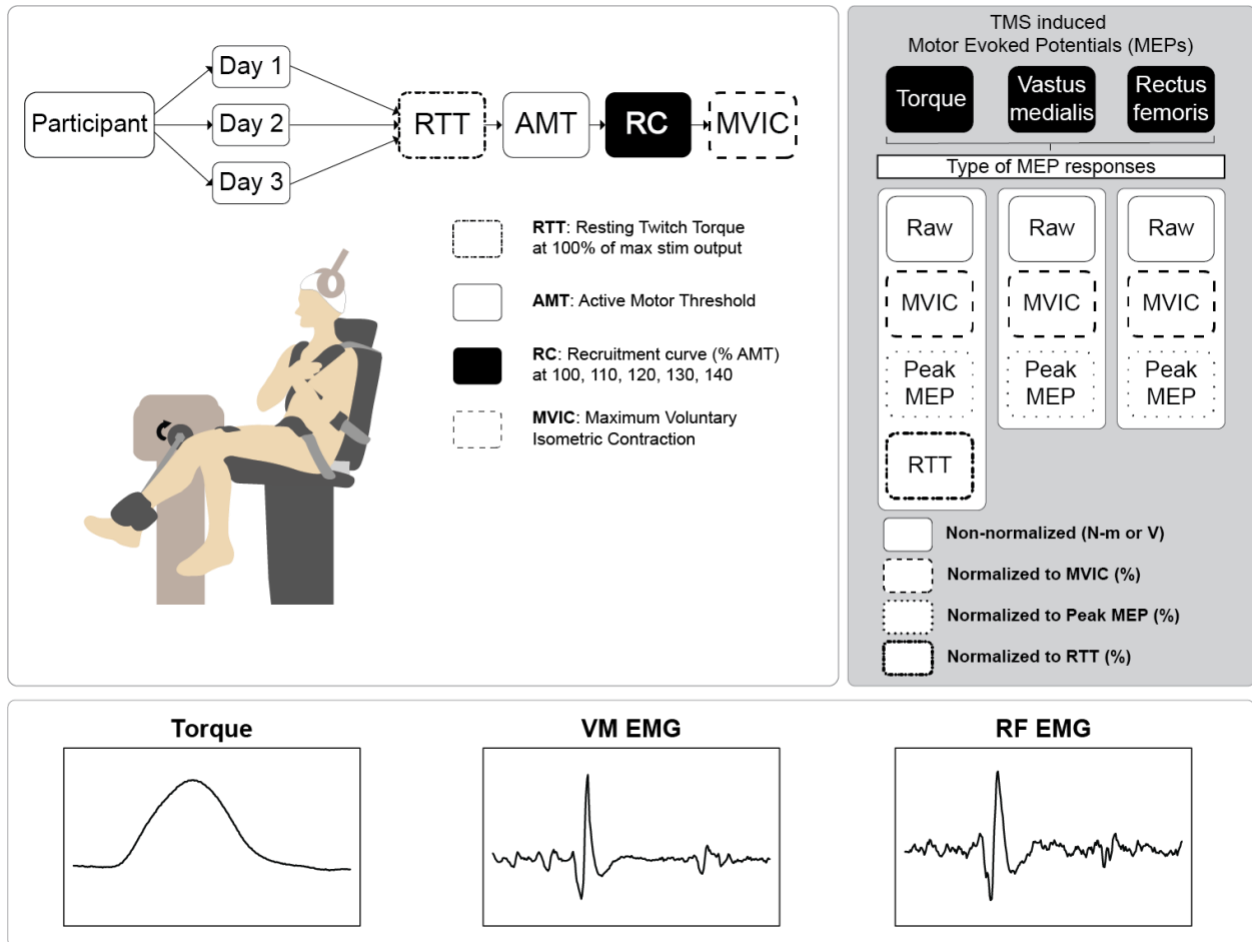 Participant
Day 1
Day 2
Day 3
RTT
AMT
RC
MVIC
RTT: Resting Twitch Torque
at 100% of max stim output
AMT: Active Motor Threshold
RC: Recruitment curve (% AMT)
at 100, 110, 120, 130, 140
MVIC: Maximum Voluntary
Isometric Contraction
TMS induced
Motor Evoked Potentials (MEPs)
Torque
Vastus
medialis
Rectus
femoris
Type of MEP responses
Raw
Raw
Raw
MVIC
MVIC
MVIC
Peak
MEP
Peak
MEP
Peak
MEP
RTT
Non-normalized (N-m or V)
Normalized to MVIC (%)
Normalized to Peak MEP (%)
Normalized to RTT (%)
Torque
VM EMG
RF EMG